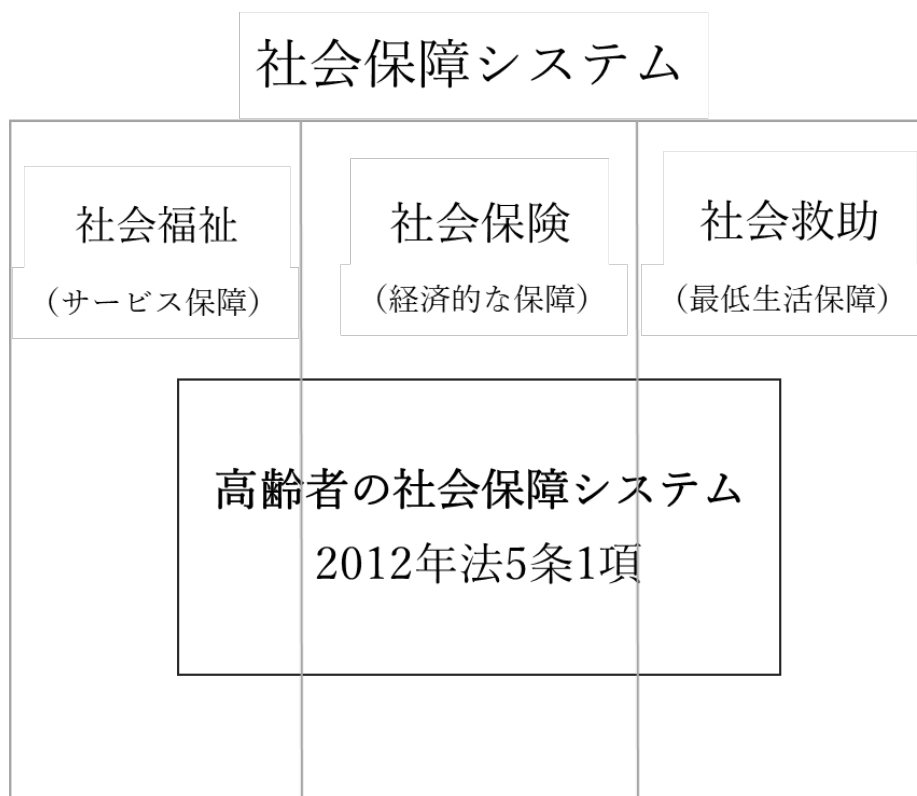 社会保障システム
社会福祉
（サービス保障）
社会保険
（経済的な保障）
社会救助
（最低生活保障）
高齢者の社会保障システム
2012年法5条1項